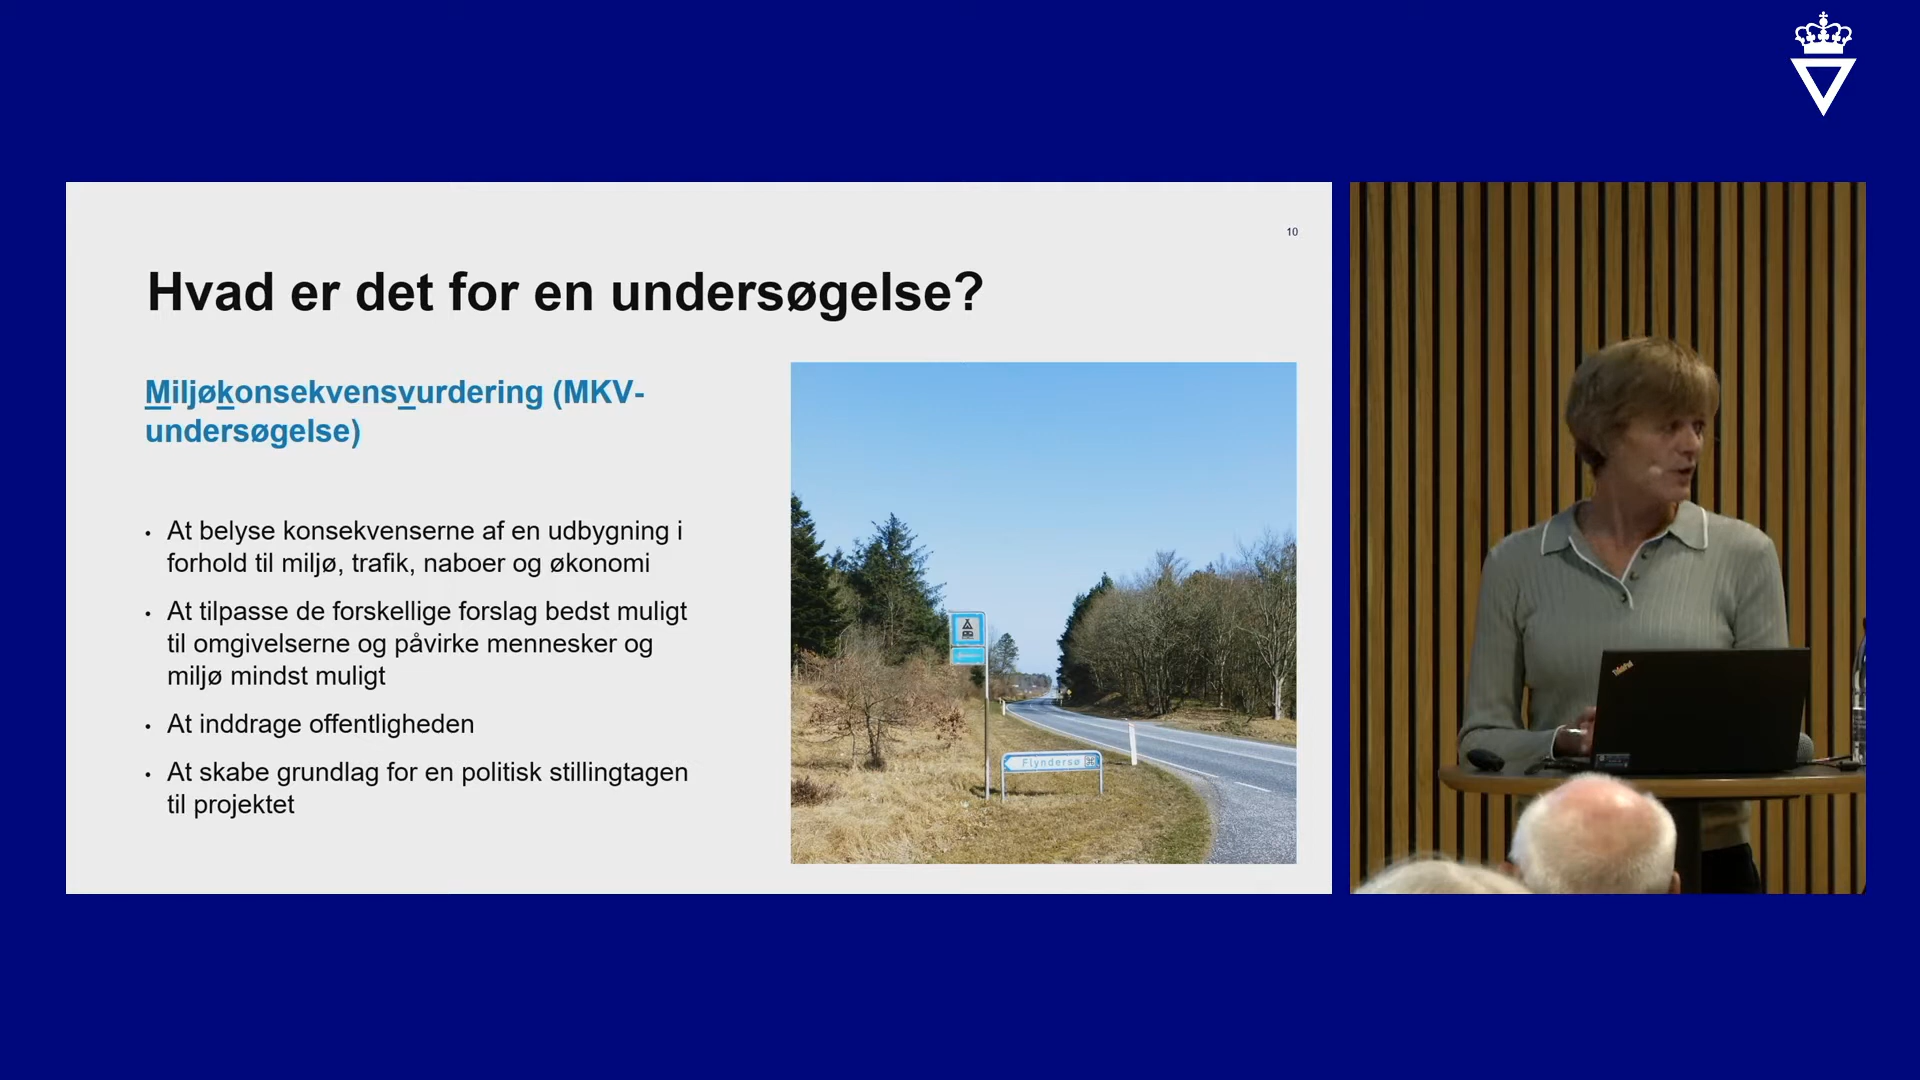 10
Hvad er det for en undersøgelse?
Miljøkonsekvensvurdering (MKV-
undersøgelse)
• At belyse konsekvenserne af en udbygning i
forhold til miljø, trafik, naboer og økonomi
• At tilpasse de forskellige forslag bedst muligt
til omgivelserne og påvirke mennesker og
miljø mindst muligt
• At inddrage offentligheden
• At skabe grundlag for en politisk stillingtagen
til projektet
Flyndersø
ThinkPad